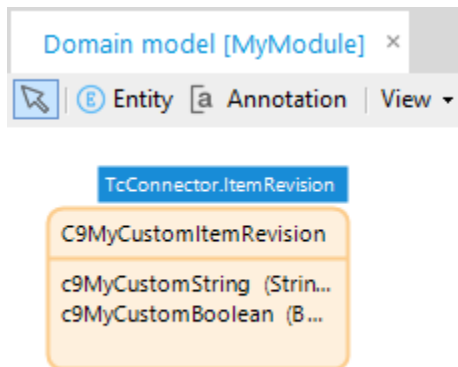 Domain model [MyModule] ×
E Entity [a Annotation View
TcConnector.ItemRevision
C9MyCustomItemRevision
c9MyCustomString (Strin...
c9MyCustomBoolean (B...